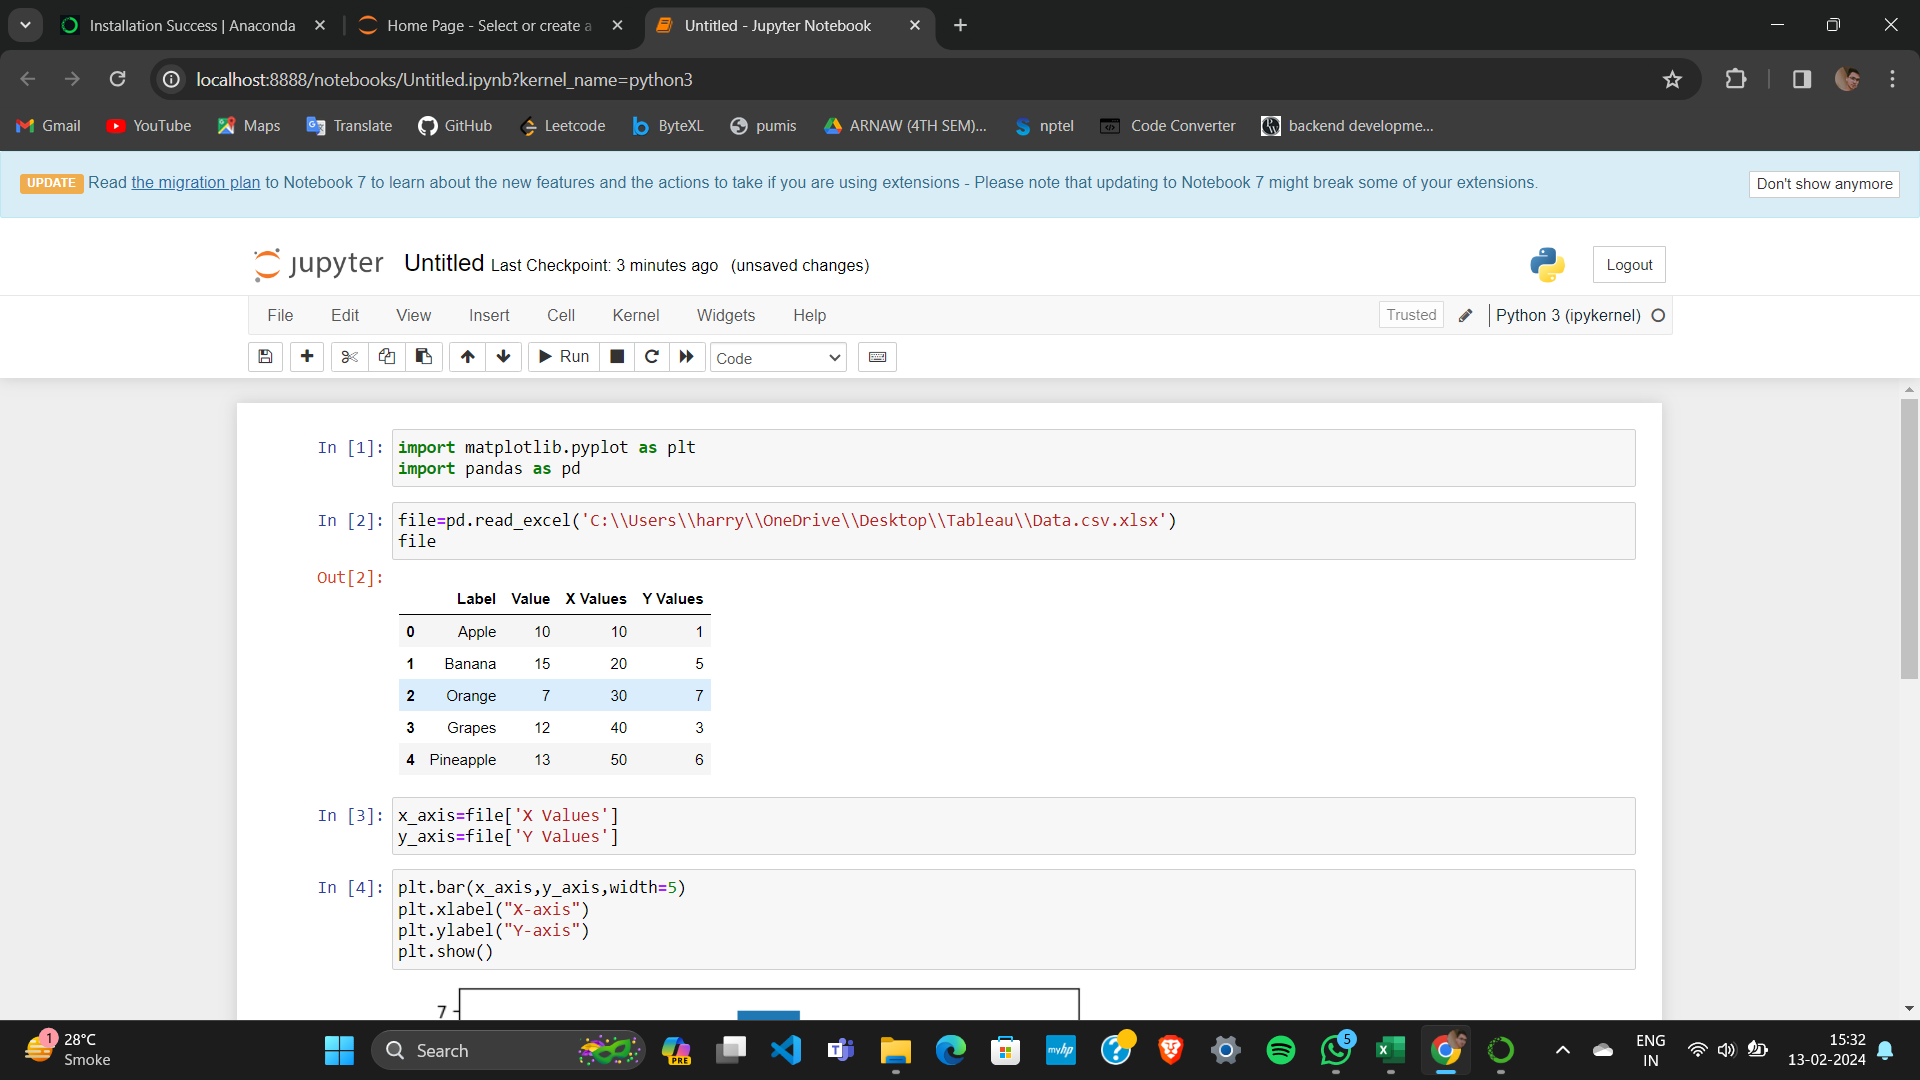 Installation Success | Anaconda
Home Page - Select or create a
Untitled - Jupyter Notebook
localhost:8888/notebooks/Untitled.ipynb?kernel_name=python3
Gmail YouTube Maps Translate GitHub Leetcode ByteXL pumis ARNAW (4TH SEM)... nptel Code Converter backend developme...
UPDATE Read the migration plan to Notebook 7 to learn about the new features and the actions to take if you are using extensions - Please note that updating to Notebook 7 might break some of your extensions.
Don't show anymore
jupyter Untitled Last Checkpoint: 3 minutes ago (unsaved changes)
Logout
File Edit View Insert Cell Kernel Widgets Help
Trusted Python 3 (ipykernel)
Run Code
In [1]: import matplotlib.pyplot as plt
import pandas as pd
In [2]: file=pd.read_excel('C:\\Users\\harry\\OneDrive\\Desktop\\Tableau\\Data.csv.xlsx')
file
Out[2]:
Label Value X Values Y Values
0 Apple 10 10 1
1 Banana 15 20 5
2 Orange 7 30 7
3 Grapes 12 40 3
4 Pineapple 13 50 6
In [3]: x_axis=file['X Values']
y_axis=file['Y Values']
In [4]: plt.bar(x_axis,y_axis,width=5)
plt.xlabel("X-axis")
plt.ylabel("Y-axis")
plt.show()
7
1
28°C
Smoke
Search
PRE
myhp
5
ENG
IN
15:32
13-02-2024